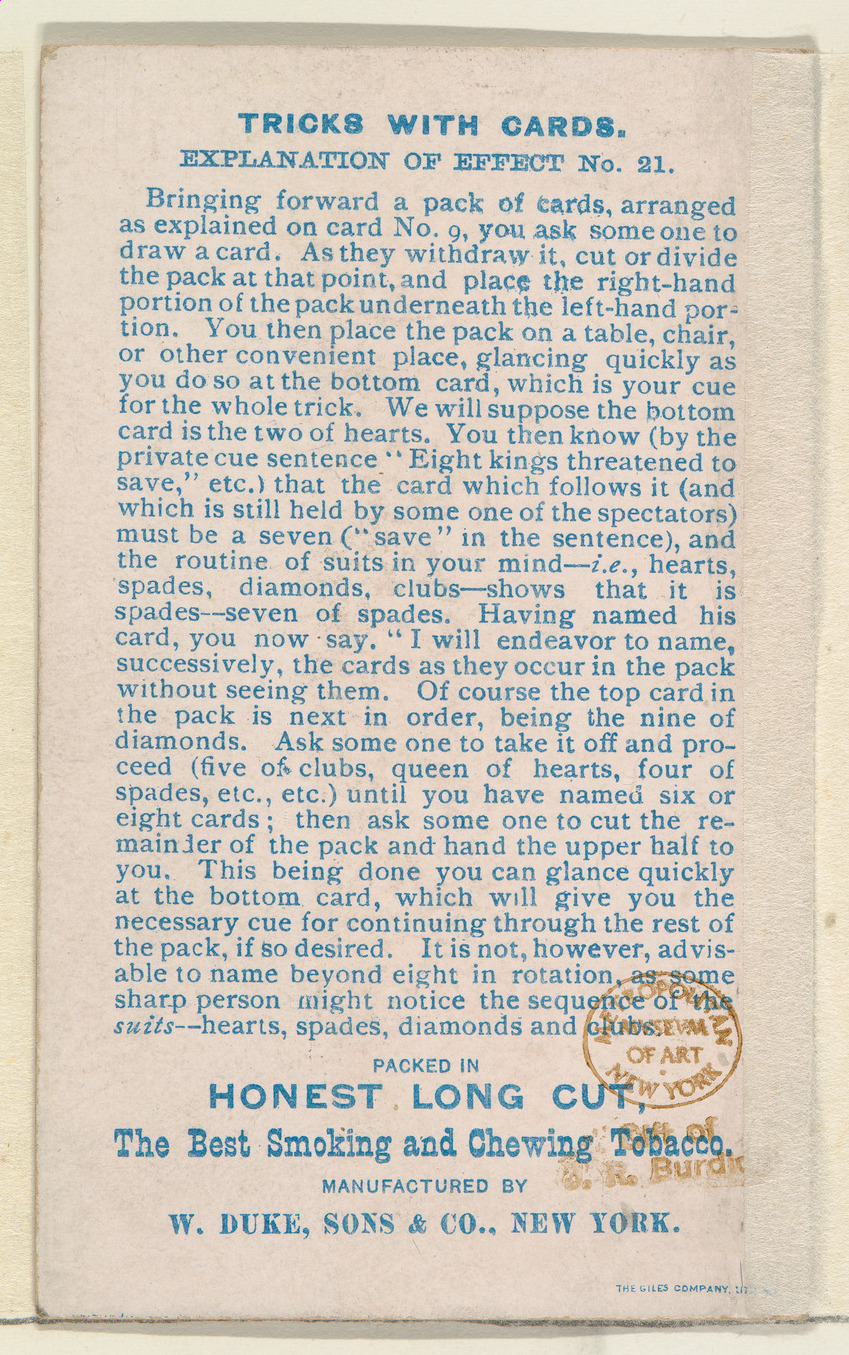 TRICKS WITH CARDS.
EXPLANATION OF EFFECT No. 21.
Bringing forward a pack of cards, arranged
as explained on card No. 9, you ask some one to
draw a card. As they withdraw it, cut or divide
the pack at that point, and place the right-hand
portion of the pack underneath the left-hand por-
tion. You then place the pack on a table, chair,
or other convenient place, glancing quickly as
you do so at the bottom card, which is your cue
for the whole trick. We will suppose the bottom
card is the two of hearts. You then know (by the
private cue sentence "Eight kings threatened to
save," etc.) that the card which follows it (and
which is still held by some one of the spectators)
must be a seven ("save" in the sentence), and
the routine of suits in your mind—i.e., hearts,
spades, diamonds, clubs—shows that it is
spades--seven of spades. Having named his
card, you now say. "I will endeavor to name,
successively, the cards as they occur in the pack
without seeing them. Of course the top card in
the pack is next in order, being the nine of
diamonds. Ask some one to take it off and pro-
ceed (five of clubs, queen of hearts, four of
spades, etc., etc.) until you have named six or
eight cards; then ask some one to cut the re-
mainder of the pack and hand the upper half to
you. This being done you can glance quickly
at the bottom card, which will give you the
necessary cue for continuing through the rest of
the pack, if so desired. It is not, however, advis-
able to name beyond eight in rotation, as some
sharp person might notice the sequence of the
suits--hearts, spades, diamonds and clubs.
METROPOLITAN
MUSEUM
OF ART
NEW YORK
PACKED IN
HONEST LONG CUT,
The Best Smoking and Chewing Tobacco.
Gift of
J. R. Burdick
MANUFACTURED BY
W. DUKE, SONS & CO., NEW YORK.
THE GILES COMPANY,